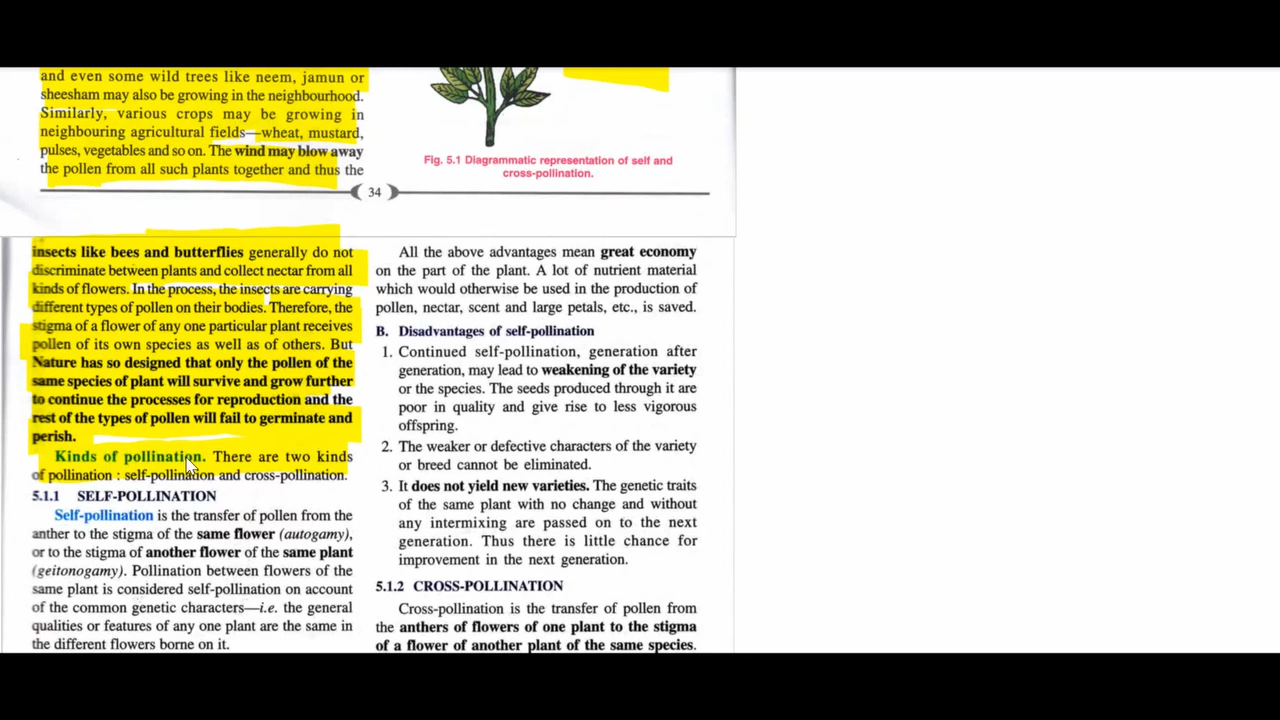 and even some wild trees like neem, jamun or
sheesham may also be growing in the neighbourhood.
Similarly, various crops may be growing in
neighbouring agricultural fields—wheat, mustard,
pulses, vegetables and so on. The wind may blow away
the pollen from all such plants together and thus the
Fig. 5.1 Diagrammatic representation of self and
cross-pollination.
34
insects like bees and butterflies generally do not
discriminate between plants and collect nectar from all
kinds of flowers. In the process, the insects are carrying
different types of pollen on their bodies. Therefore, the
stigma of a flower of any one particular plant receives
pollen of its own species as well as of others. But
Nature has so designed that only the pollen of the
same species of plant will survive and grow further
to continue the processes for reproduction and the
rest of the types of pollen will fail to germinate and
perish.
Kinds of pollination. There are two kinds
of pollination : self-pollination and cross-pollination.
5.1.1 SELF-POLLINATION
Self-pollination is the transfer of pollen from the
anther to the stigma of the same flower (autogamy),
or to the stigma of another flower of the same plant
(geitonogamy). Pollination between flowers of the
same plant is considered self-pollination on account
of the common genetic characters—i.e. the general
qualities or features of any one plant are the same in
the different flowers borne on it.
All the above advantages mean great economy
on the part of the plant. A lot of nutrient material
which would otherwise be used in the production of
pollen, nectar, scent and large petals, etc., is saved.
B. Disadvantages of self-pollination
1. Continued self-pollination, generation after
generation, may lead to weakening of the variety
or the species. The seeds produced through it are
poor in quality and give rise to less vigorous
offspring.
2. The weaker or defective characters of the variety
or breed cannot be eliminated.
3. It does not yield new varieties. The genetic traits
of the same plant with no change and without
any intermixing are passed on to the next
generation. Thus there is little chance for
improvement in the next generation.
5.1.2 CROSS-POLLINATION
Cross-pollination is the transfer of pollen from
the anthers of flowers of one plant to the stigma
of a flower of another plant of the same species.